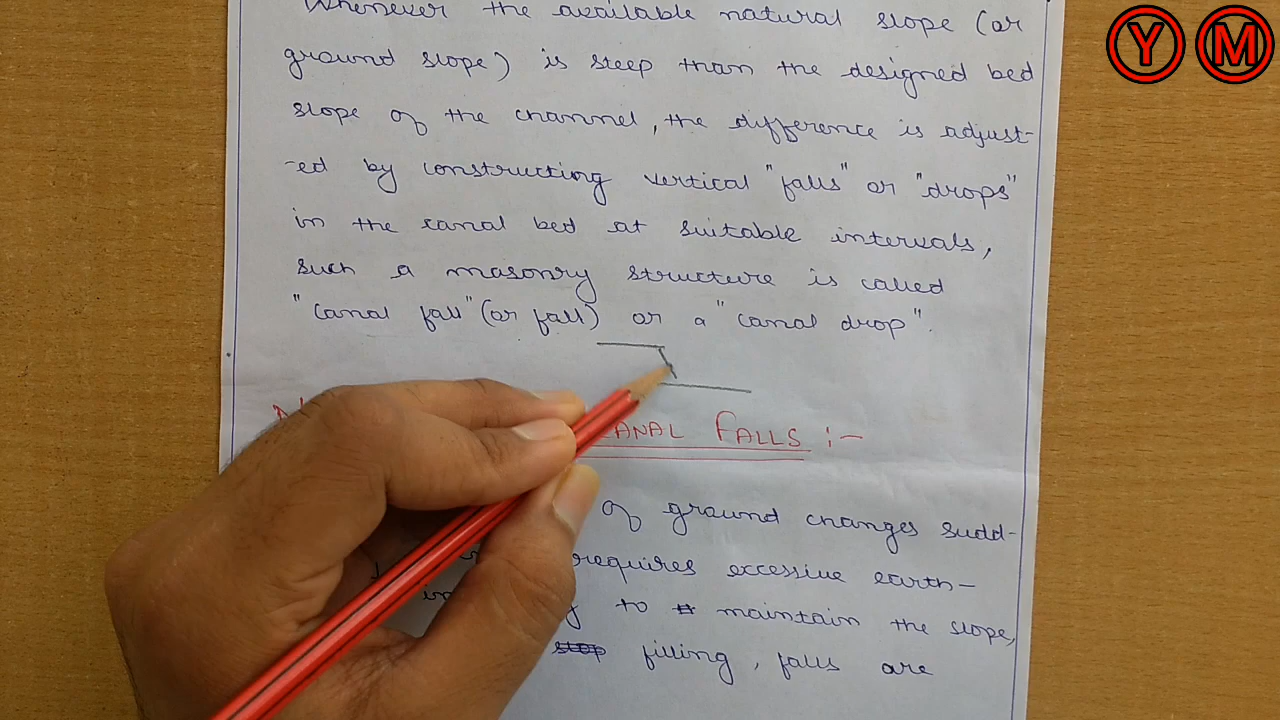 Y M
Whenever the available natural slope (or
ground slope) is steep than the designed bed
slope of the channel, the difference is adjust-
-ed by constructing vertical "falls" or "drops"
in the canal bed at suitable intervals,
such a masonry structure is called
"canal fall" (or fall) or a "canal drop".
CANAL FALLS :-
of ground changes sudd-
requires excessive earth-
to maintain the slope,
filling, falls are